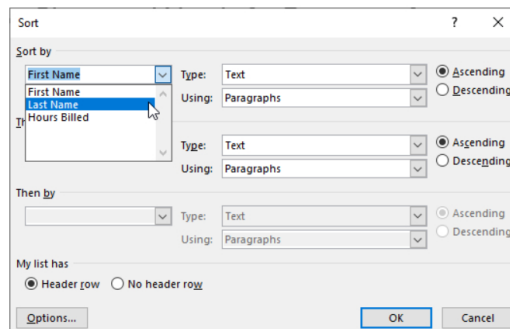 Sort ? ×
Sort by
First Name Type: Text Ascending
First Name
Last Name Using: Paragraphs Descending
Hours Billed
Th
Type: Text Ascending
Using: Paragraphs Descending
Then by
Type: Text Ascending
Using: Paragraphs Descending
My list has
Header row No header row
Options... OK Cancel